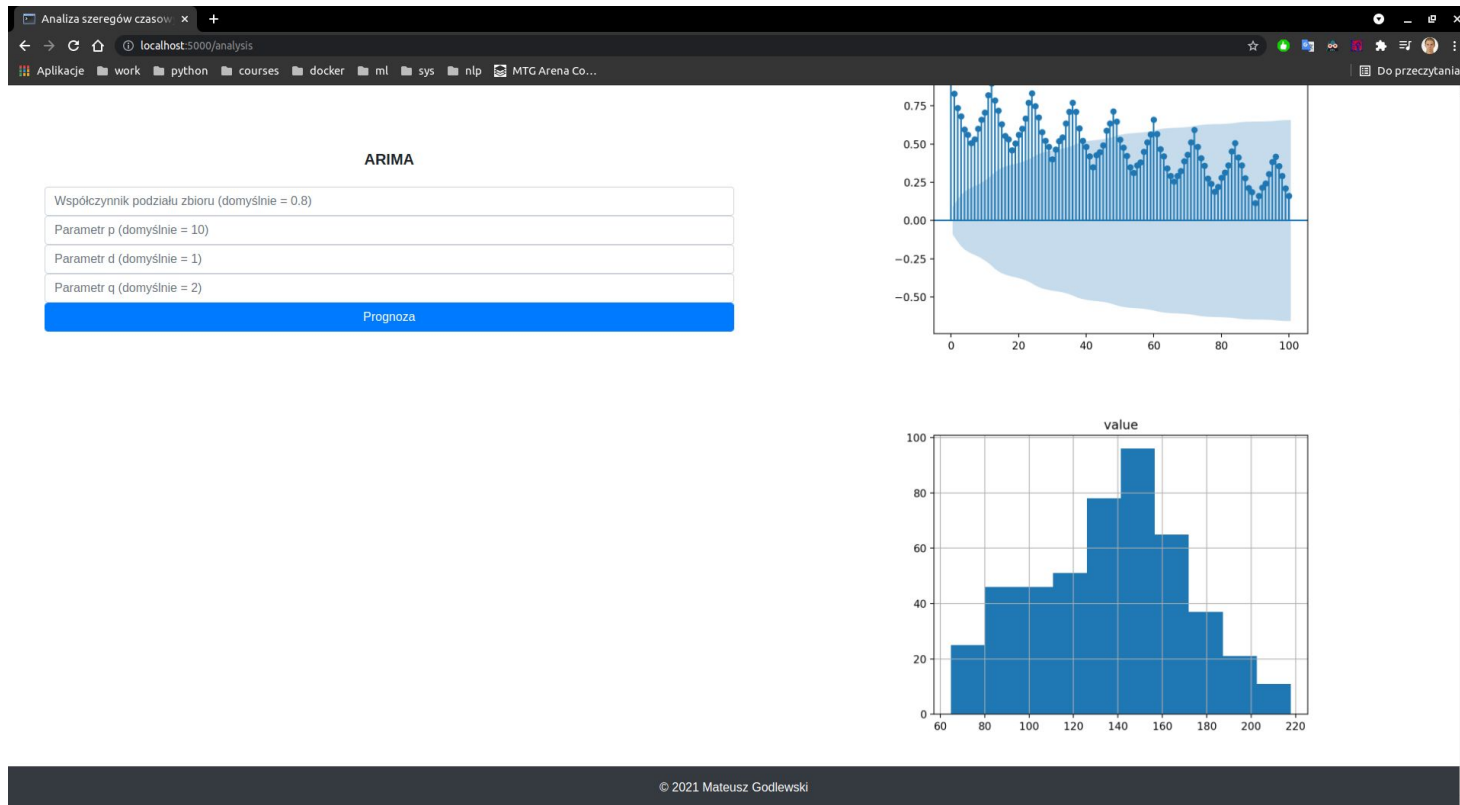 Analiza szeregów czasow
localhost:5000/analysis
Aplikacje work python courses docker ml sys nlp MTG Arena Co... Do przeczytania
ARIMA
Współczynnik podziału zbioru (domyślnie = 0.8)
Parametr p (domyślnie = 10)
Parametr d (domyślnie = 1)
Parametr q (domyślnie = 2)
Prognoza
0.75
0.50
0.25
0.00
−0.25
−0.50
0 20 40 60 80 100
value
100
80
60
40
20
0
60 80 100 120 140 160 180 200 220
© 2021 Mateusz Godlewski